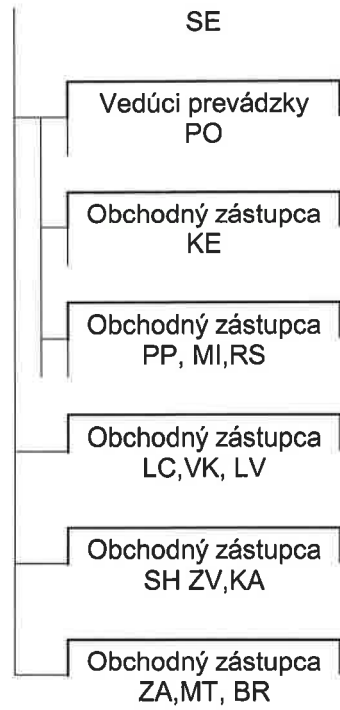 SE
Vedúci prevádzky
PO
Obchodný zástupca
KE
Obchodný zástupca
PP, MI,RS
Obchodný zástupca
LC,VK, LV
Obchodný zástupca
SH ZV,KA
Obchodný zástupca
ZA,MT, BR